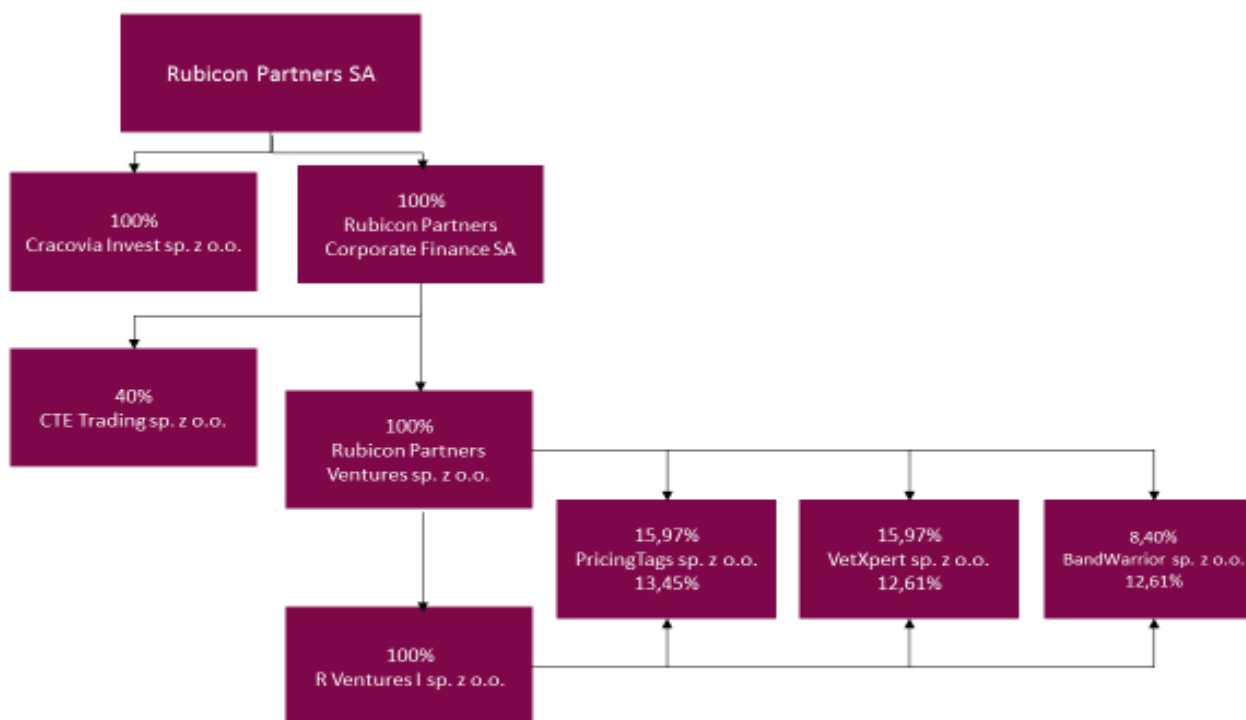 Rubicon Partners SA
100%
Cracovia Invest sp. z o.o.
100%
Rubicon Partners
Corporate Finance SA
40%
CTE Trading sp. z o.o.
100%
Rubicon Partners
Ventures sp. z o.o.
15,97%
PricingTags sp. z o.o.
13,45%
15,97%
VetXpert sp. z o.o.
12,61%
8,40%
BandWarrior sp. z o.o.
12,61%
100%
R Ventures I sp. z o.o.